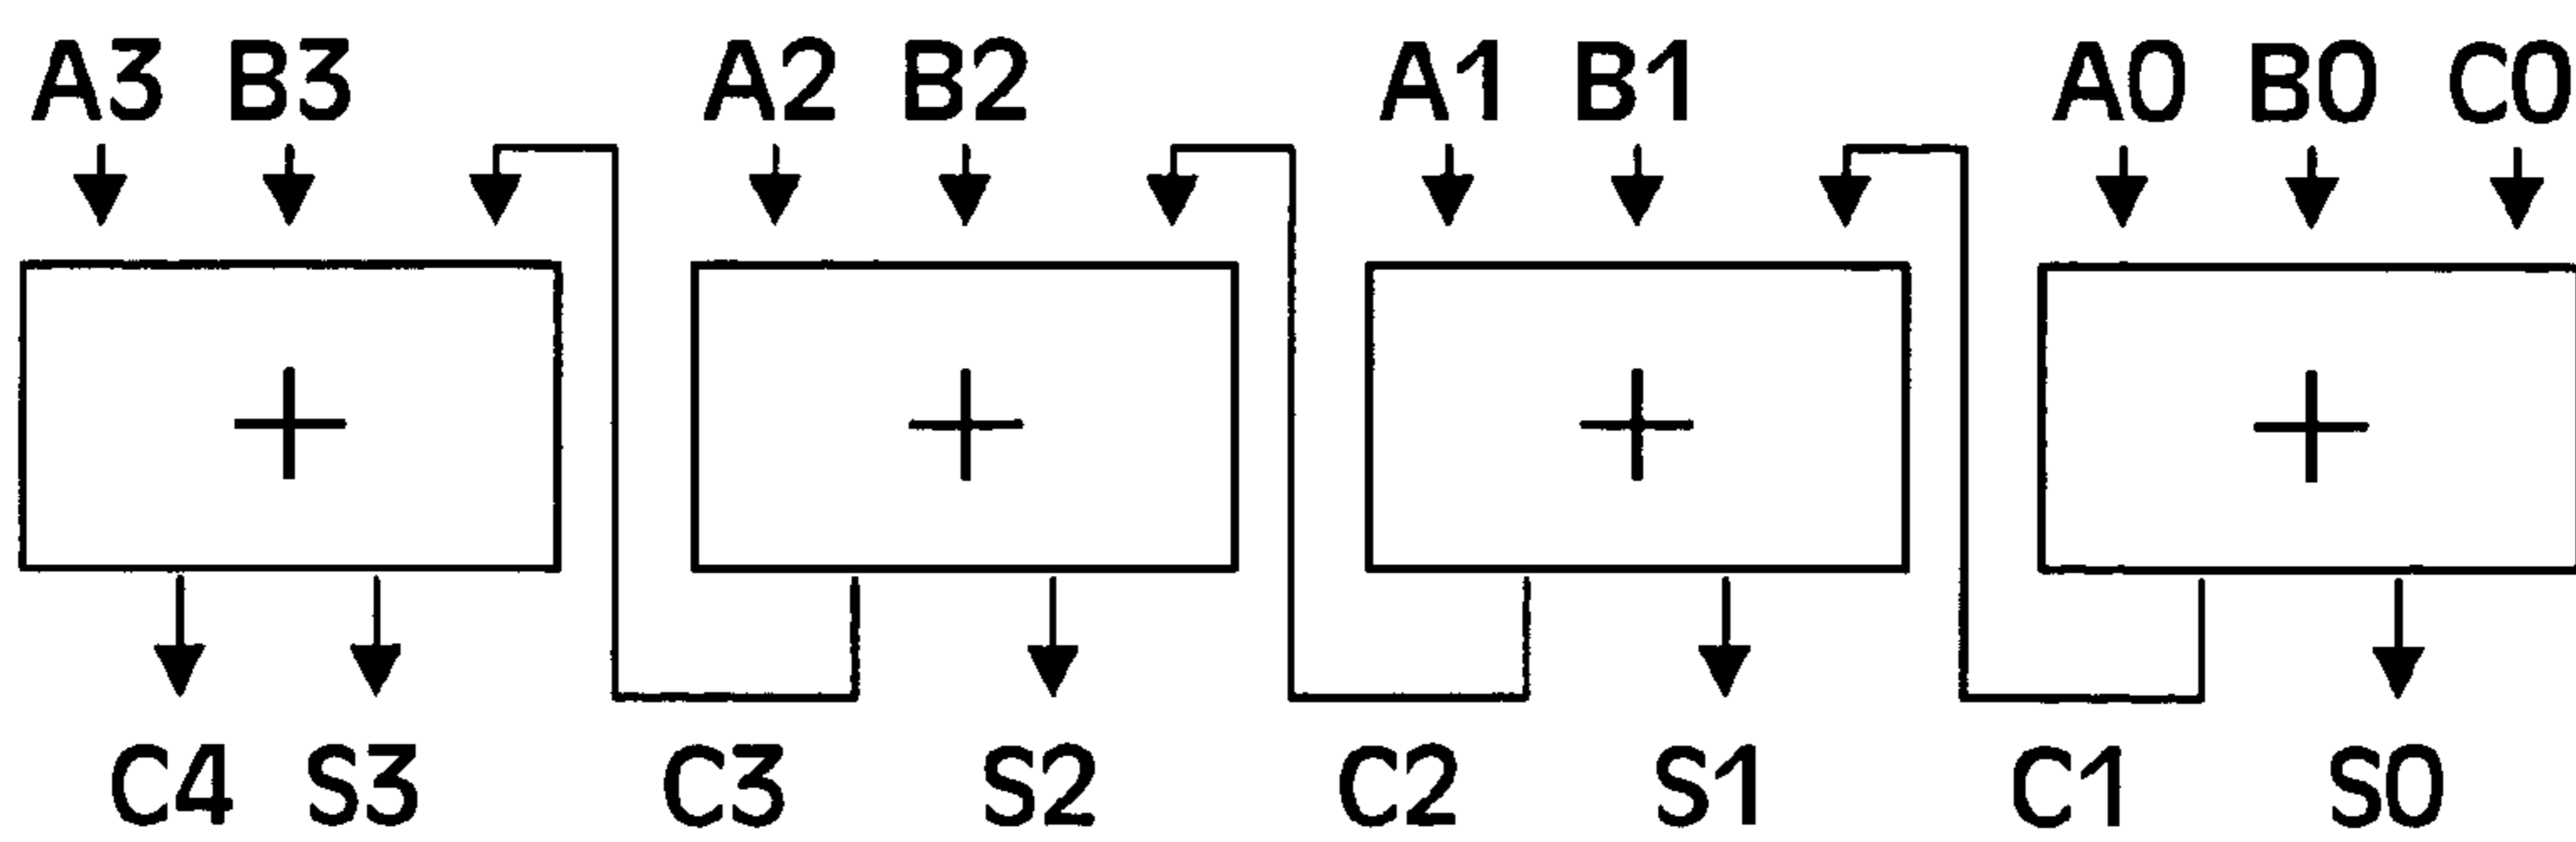 A3 B3 A2 B2 A1 B1 A0 B0 C0
+ + + +
C4 S3 C3 S2 C2 S1 C1 S0